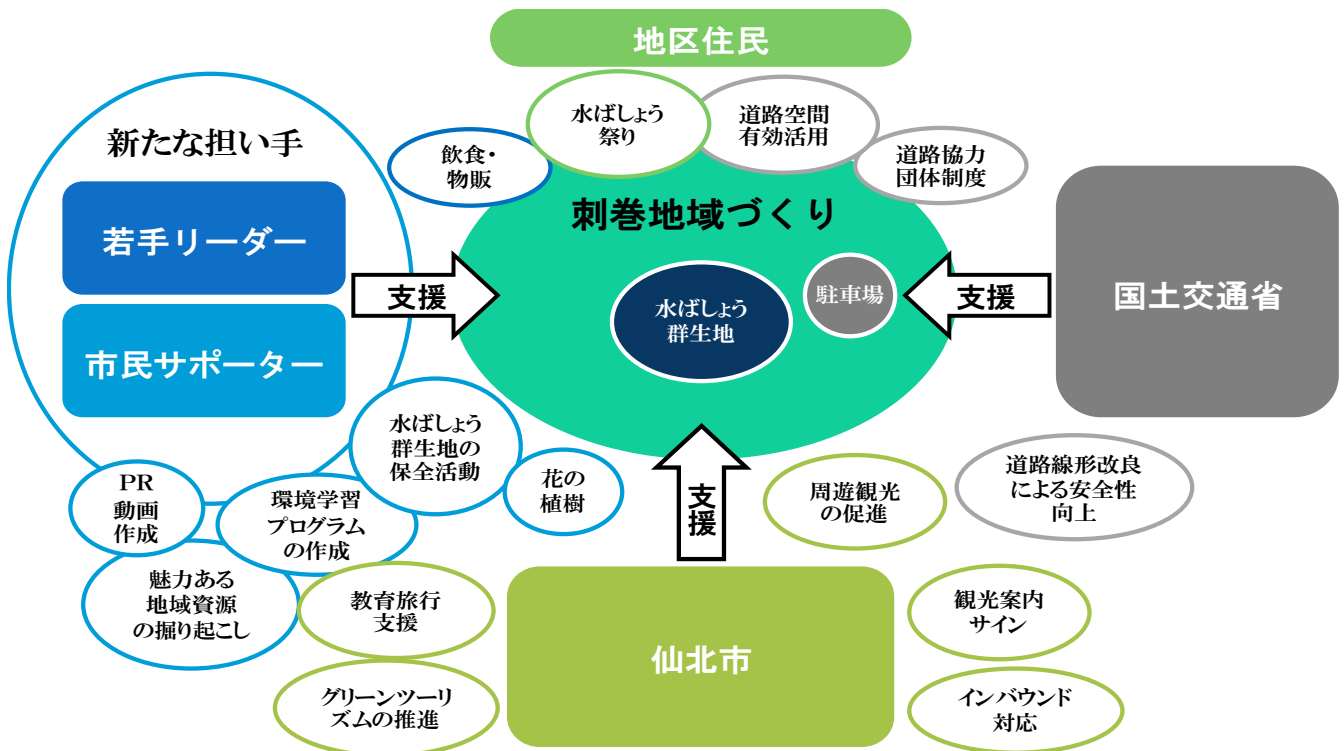 地区住民
水ばしょう
祭り
道路空間
有効活用
飲食・
物販
道路協力
団体制度
新たな担い手
若手リーダー
市民サポーター
刺巻地域づくり
水ばしょう
群生地
駐車場
支援
支援
国土交通省
水ばしょう
群生地の
保全活動
花の
植樹
PR
動画
作成
環境学習
プログラム
の作成
魅力ある
地域資源
の掘り起こし
支援
周遊観光
の促進
道路線形改良
による安全性
向上
教育旅行
支援
グリーンツーリ
ズムの推進
仙北市
観光案内
サイン
インバウンド
対応